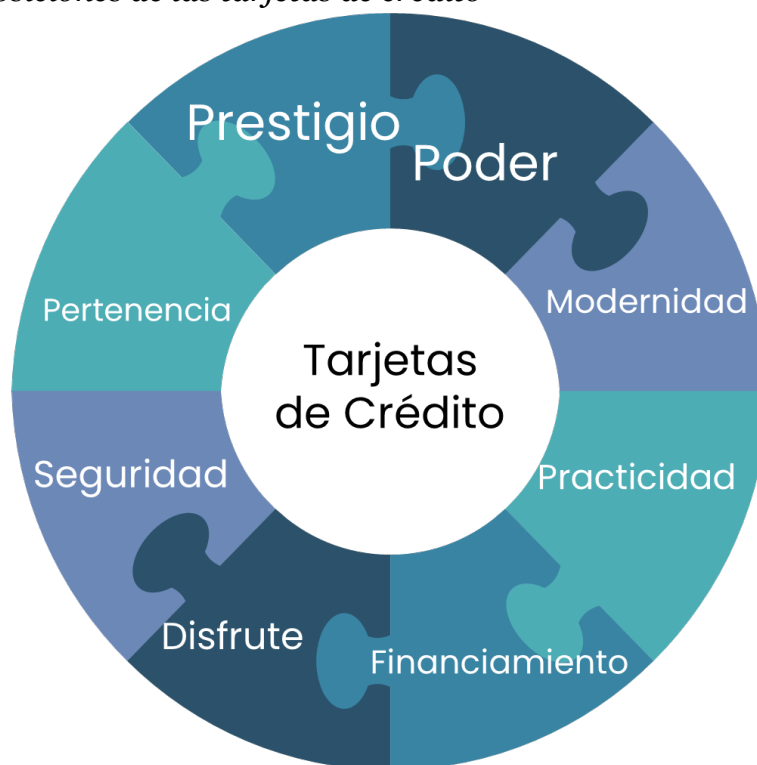 de las tarjetas de crédito
Prestigio
Poder
Modernidad
Pertenencia
Tarjetas
de Crédito
Seguridad
Practicidad
Disfrute
Financiamiento